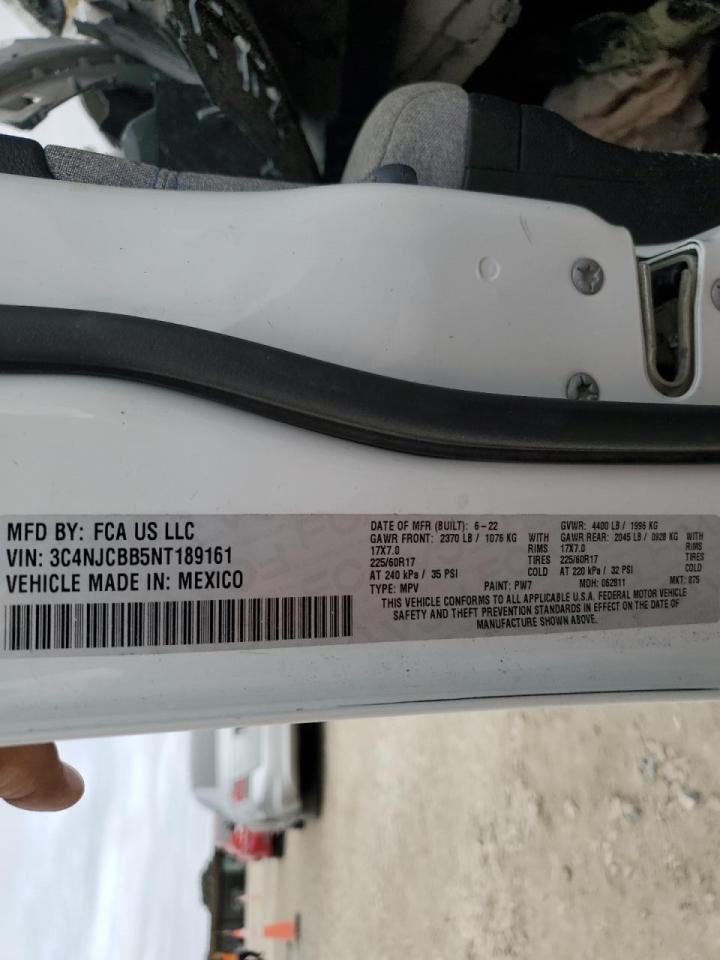 MFD BY: FCA US LLC
VIN: 3C4NJCBB5NT189161
VEHICLE MADE IN: MEXICO
DATE OF MFR (BUILT): 6-22 GVWR: 4400 LB / 1996 KG
GAWR FRONT: 2370 LB / 1076 KG WITH GAWR REAR: 2045 LB / 0928 KG WITH
17X7.0 RIMS 17X7.0 RIMS
225/60R17 TIRES 225/60R17 TIRES
AT 240 kPa / 35 PSI AT 220 kPa / 32 PSI
TYPE: MPV PAINT: PW7 MDH: 062911 MKT: 875
THIS VEHICLE CONFORMS TO ALL APPLICABLE U.S.A. FEDERAL MOTOR VEHICLE
SAFETY AND THEFT PREVENTION STANDARDS IN EFFECT ON THE DATE OF
MANUFACTURE SHOWN ABOVE.